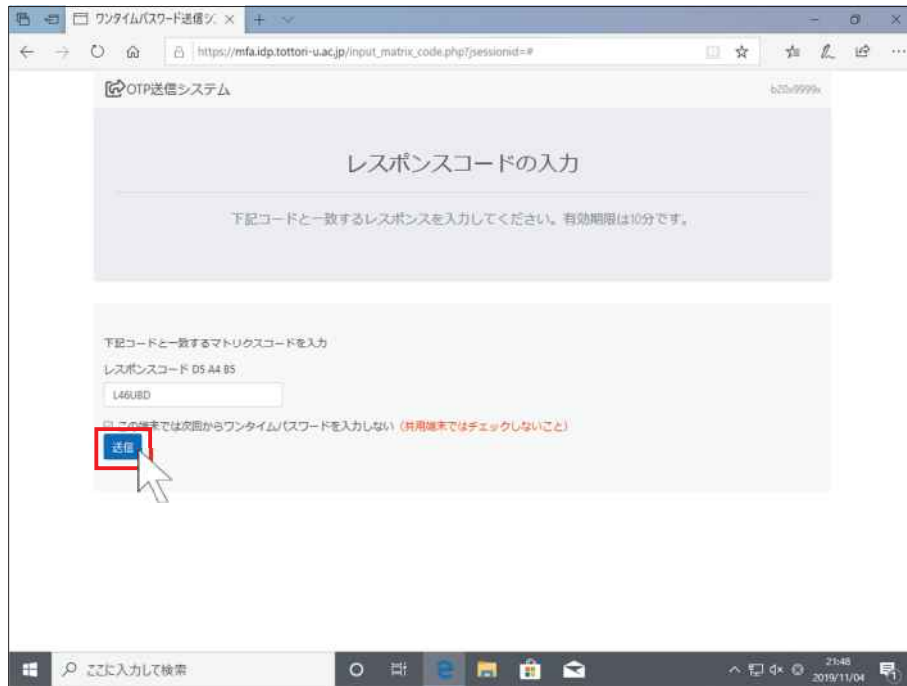 ワンタイムパスワード送信シ
https://mfa.idp.tottori-u.ac.jp/input_matrix_code.php?jsessionid=#
OTP送信システム
b20x9999x
レスポンスコードの入力
下記コードと一致するレスポンスを入力してください。有効期限は10分です。
下記コードと一致するマトリクスコードを入力
レスポンスコード D5 A4 B5
L46UBD
この端末では次回からワンタイムパスワードを入力しない(共用端末ではチェックしないこと)
送信
ここに入力して検索
21:48
2019/11/04